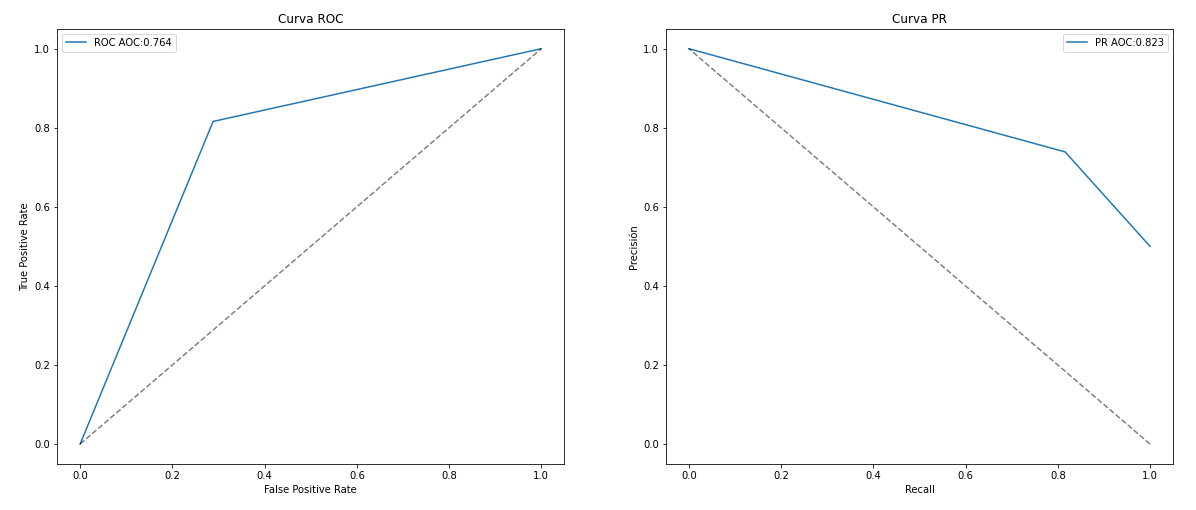 Curva ROC
ROC AOC:0.764
1.0
0.8
0.6
0.4
0.2
0.0
True Positive Rate
0.0 0.2 0.4 0.6 0.8 1.0
False Positive Rate
Curva PR
PR AOC:0.823
1.0
0.8
0.6
0.4
0.2
0.0
Precisión
0.0 0.2 0.4 0.6 0.8 1.0
Recall